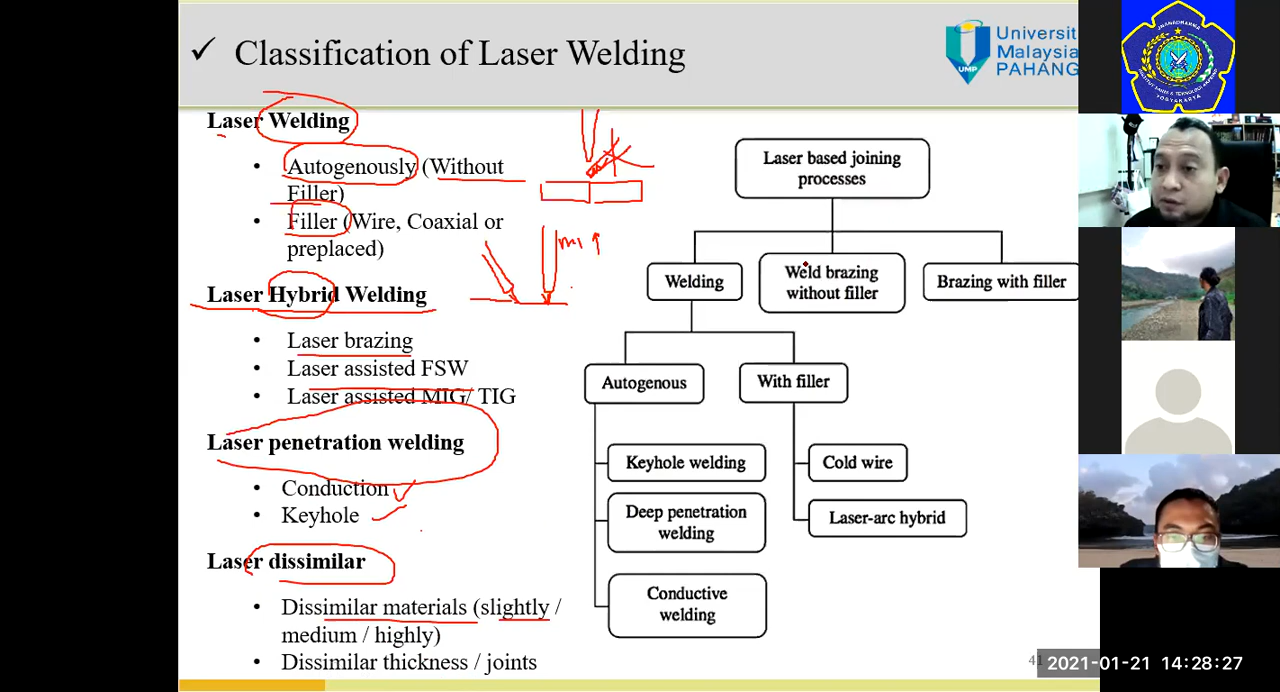 ✓ Classification of Laser Welding
Universit
Malaysia
PAHANG
UMP
Laser Welding
• Autogenously (Without
Filler)
• Filler (Wire, Coaxial or
preplaced)
Laser Hybrid Welding
• Laser brazing
• Laser assisted FSW
• Laser assisted MIG/ TIG
Laser penetration welding
• Conduction
• Keyhole
Laser dissimilar
• Dissimilar materials (slightly /
medium / highly)
• Dissimilar thickness / joints
Laser based joining
processes
Welding
Weld brazing
without filler
Brazing with filler
Autogenous
With filler
Keyhole welding
Deep penetration
welding
Conductive
welding
Cold wire
Laser-arc hybrid
41
2021-01-21 14:28:27
YOGYAKARTA